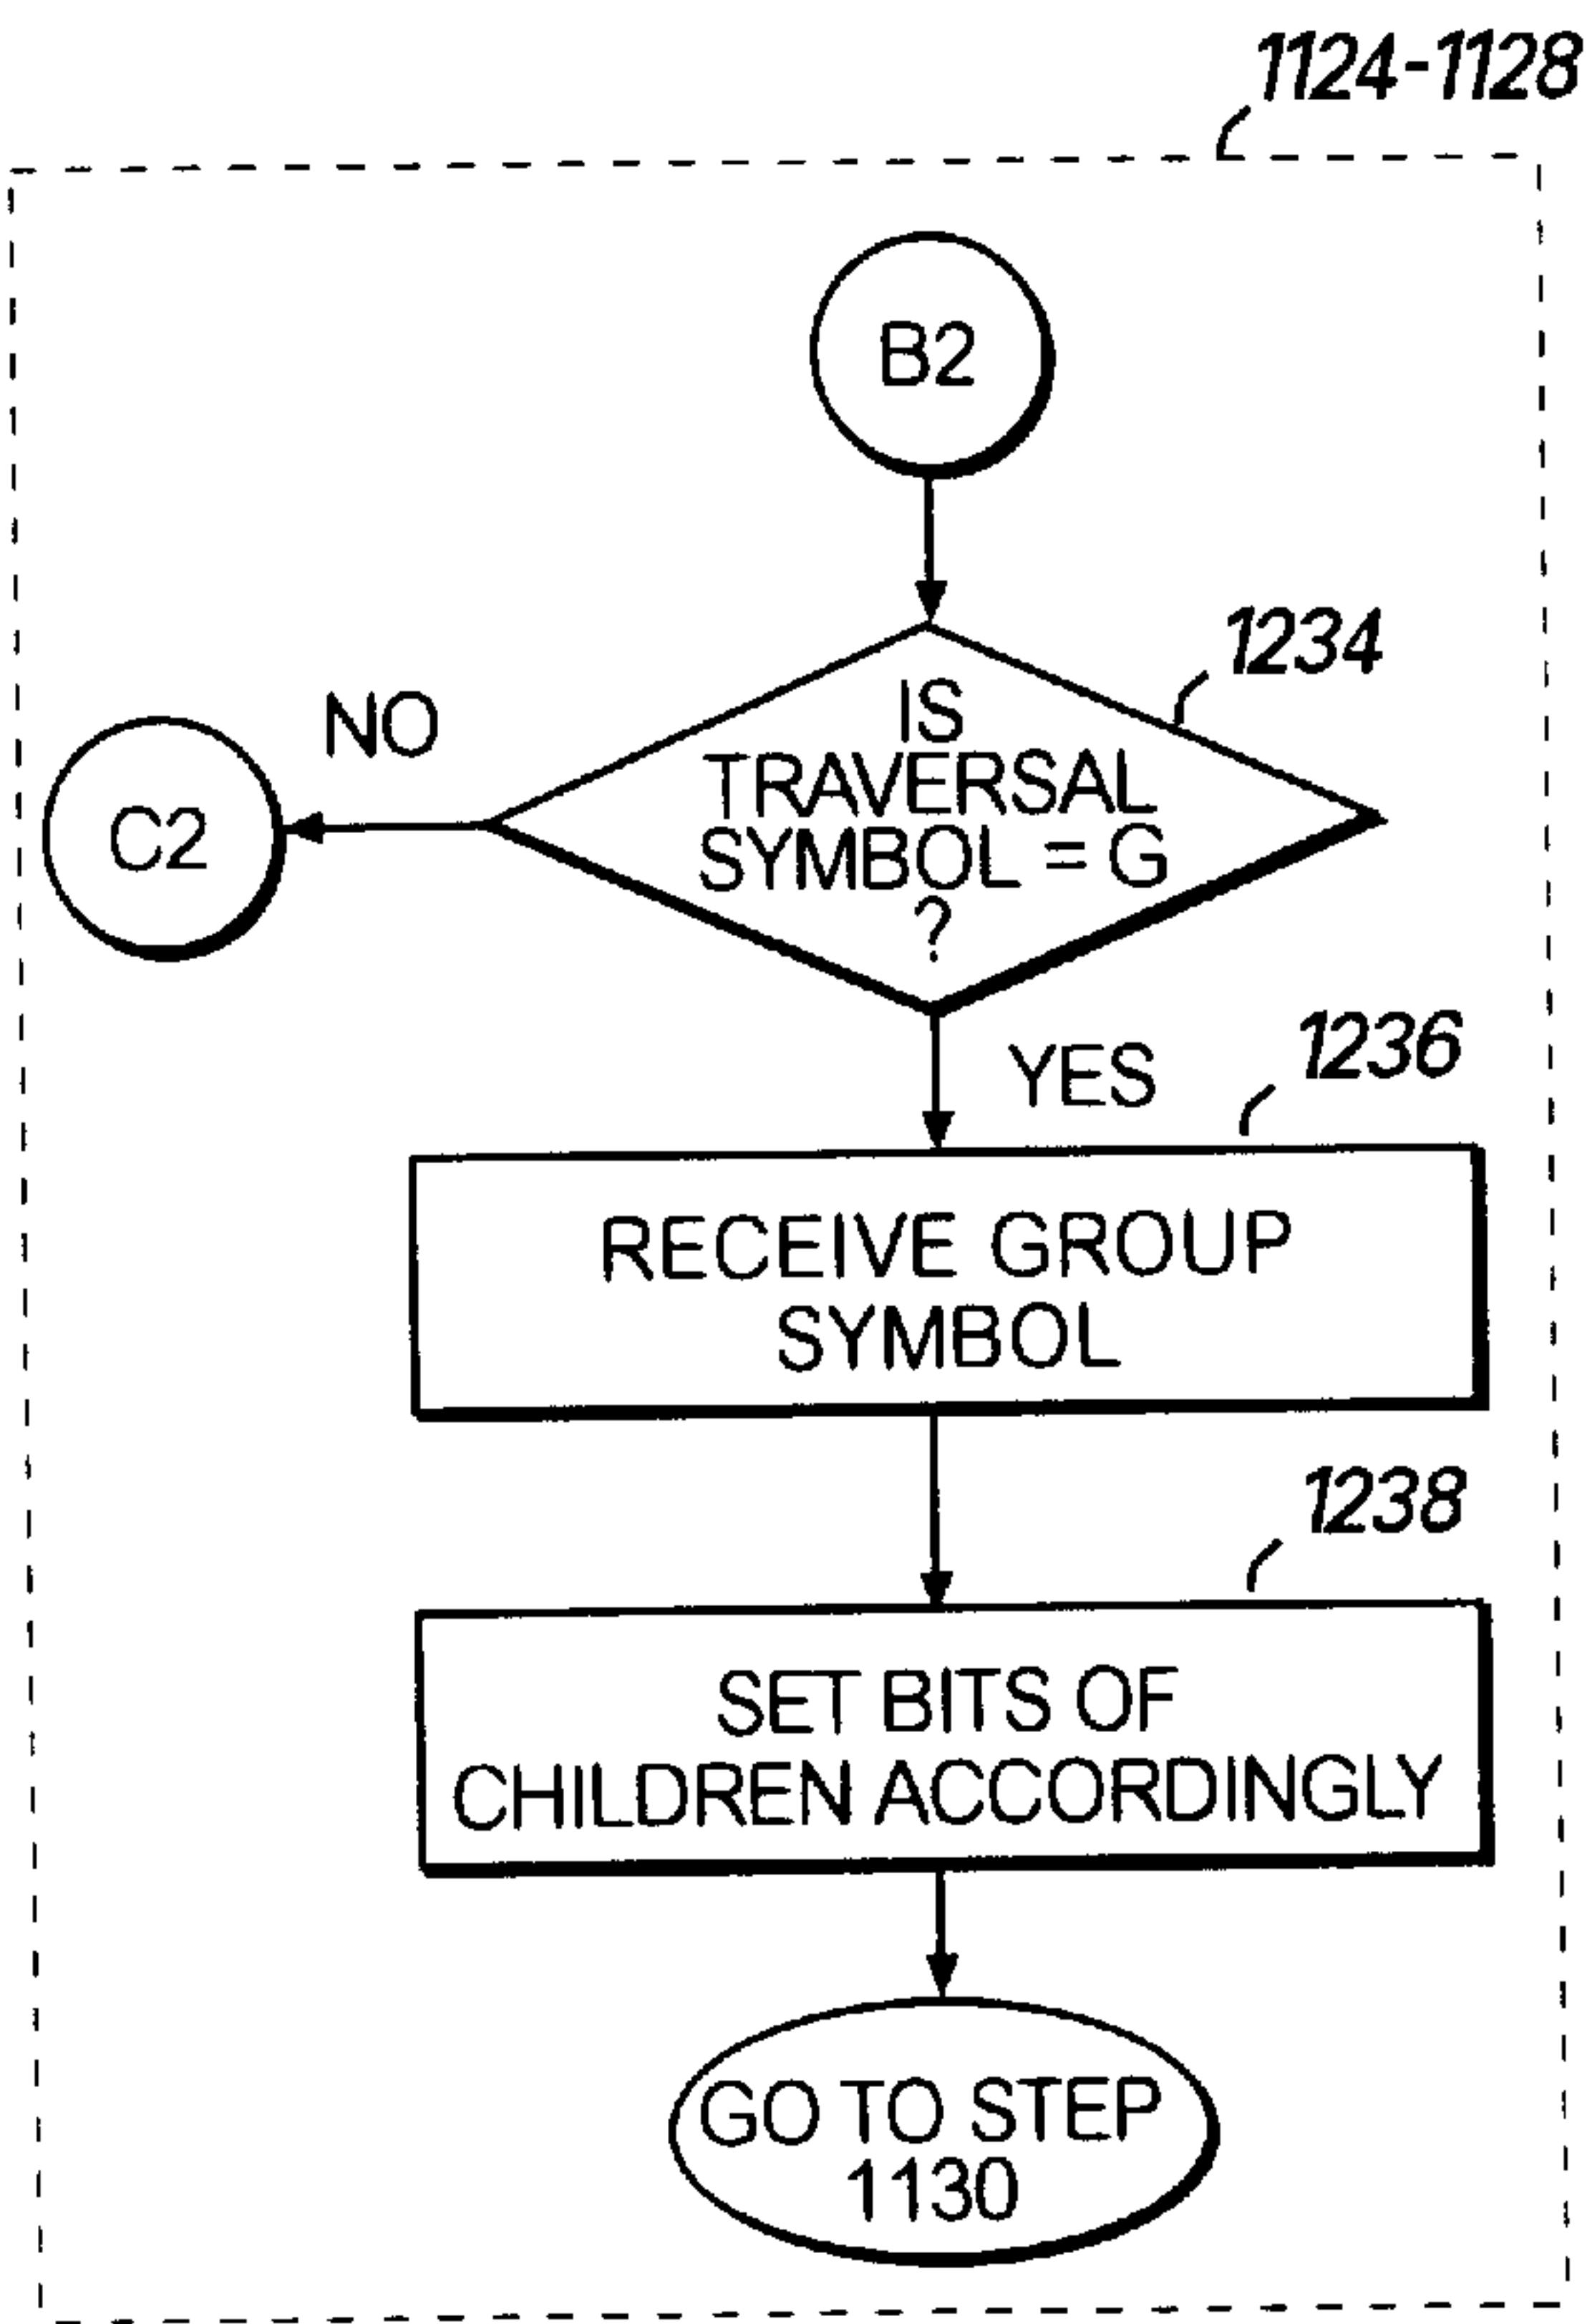 1124-1128
B2
1234
IS
TRAVERSAL
SYMBOL = G
?
NO
C2
YES
1236
RECEIVE GROUP
SYMBOL
1238
SET BITS OF
CHILDREN ACCORDINGLY
GO TO STEP
1130